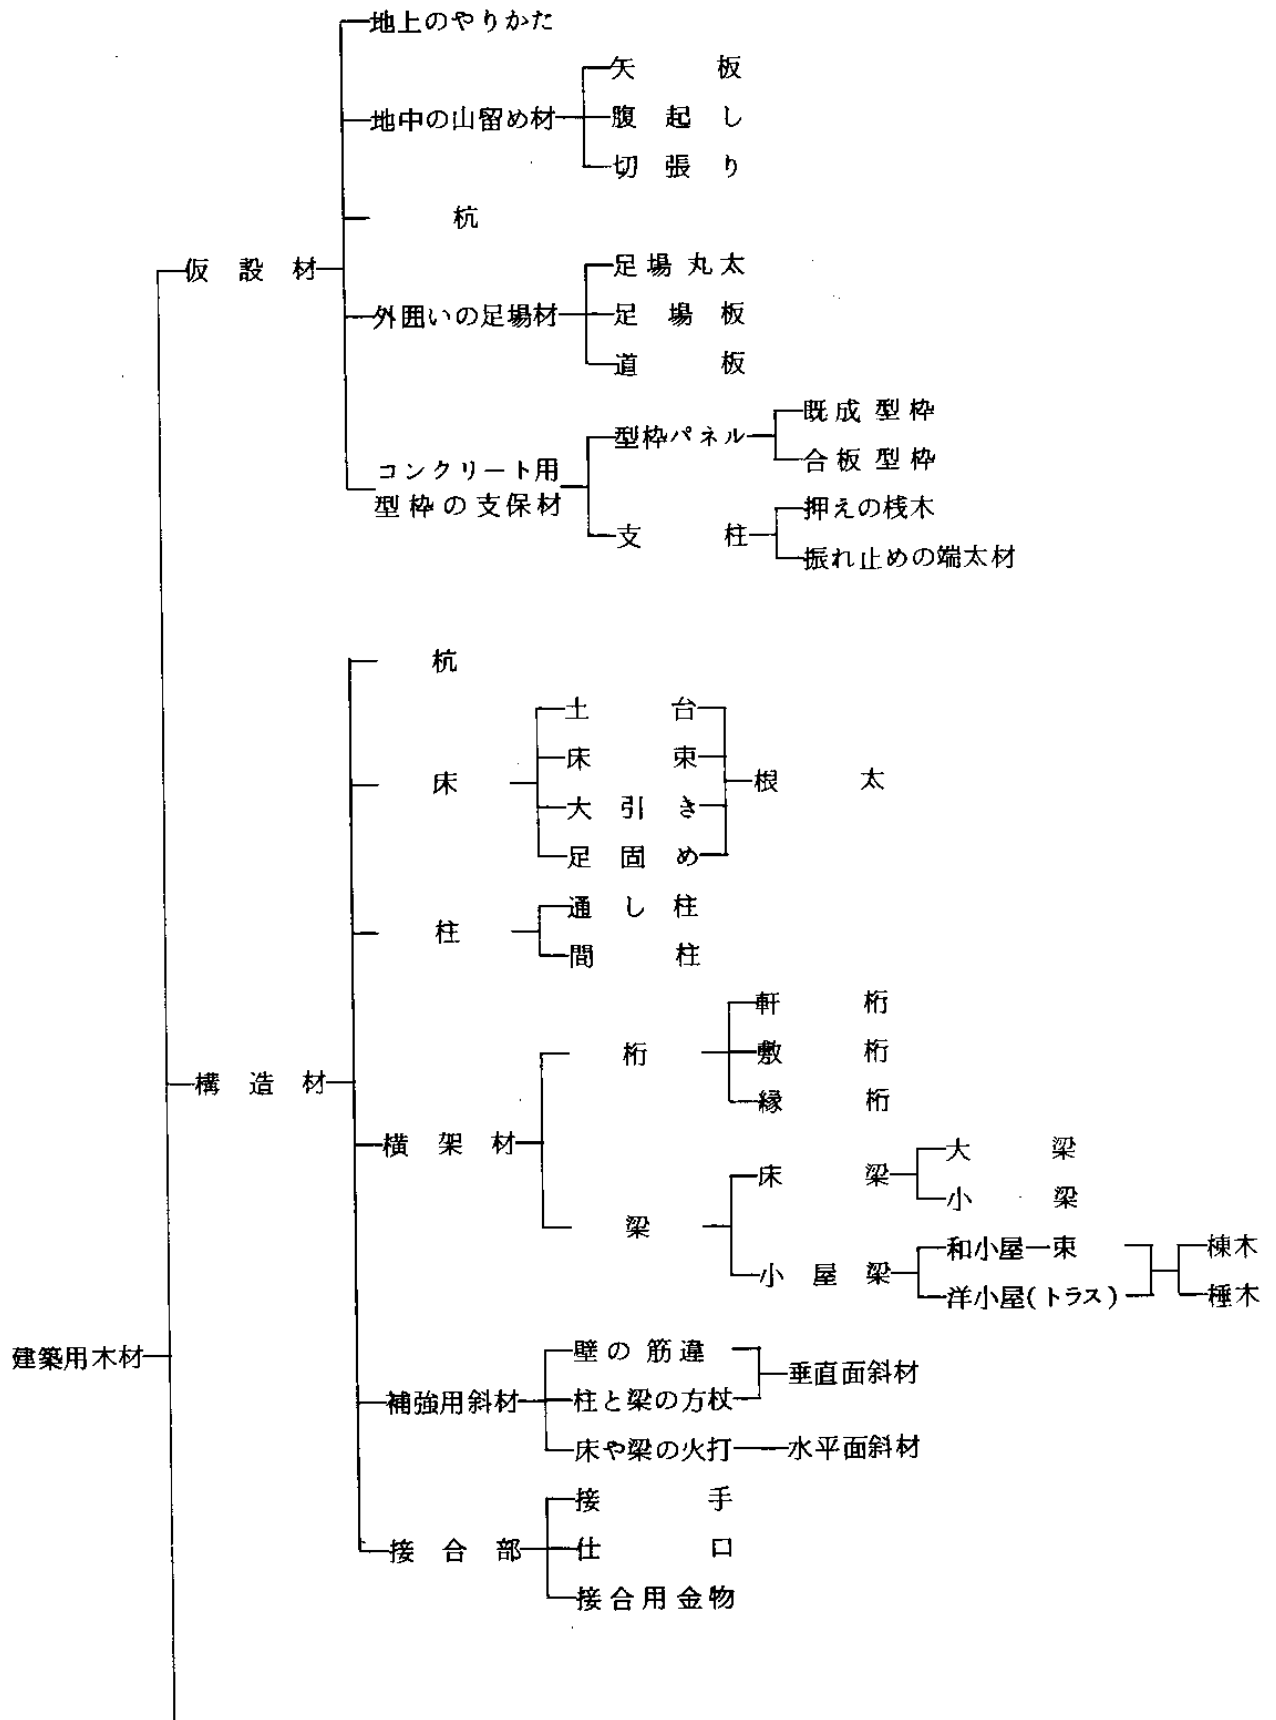 地上のやりかた
矢板
地中の山留め材
腹起し
切張り
杭
仮設材
足場丸太
外囲いの足場材
足場板
道板
既成型枠
型枠パネル
合板型枠
コンクリート用
型枠の支保材
押えの桟木
支柱
振れ止めの端太材
杭
土台
床束
床
根太
大引き
足固め
通し柱
柱
間柱
軒桁
桁
敷桁
縁桁
構造材
横架材
大梁
床梁
小梁
梁
和小屋―束
棟木
小屋梁
洋小屋(トラス)
棰木
建築用木材
壁の筋違
垂直面斜材
補強用斜材
柱と梁の方杖
床や梁の火打
水平面斜材
接手
接合部
仕口
接合用金物